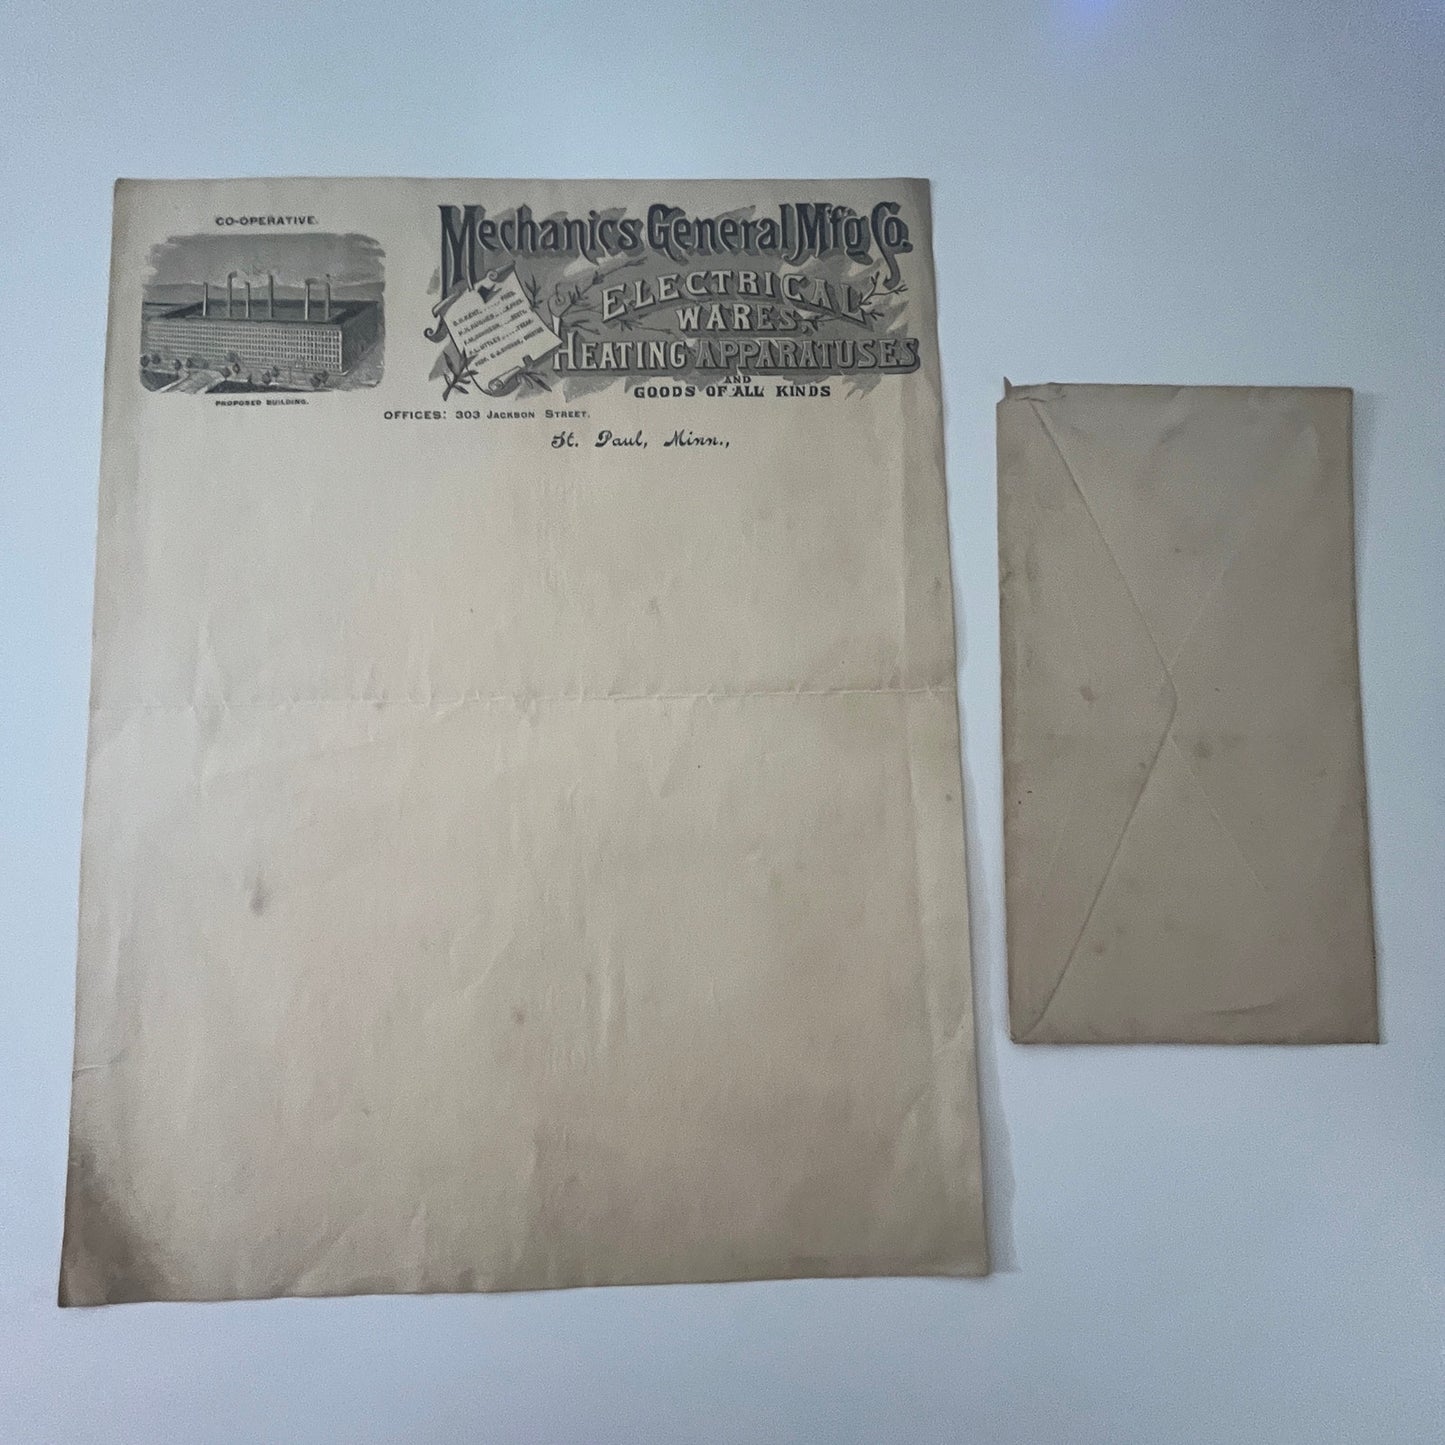 CO-OPERATIVE.
PROPOSED BUILDING.
Mechanics General Mfg Co.
ELECTRICAL
WARES,
HEATING APPARATUSES
AND
GOODS OF ALL KINDS
OFFICES: 303 JACKSON STREET.
St. Paul, Minn.,